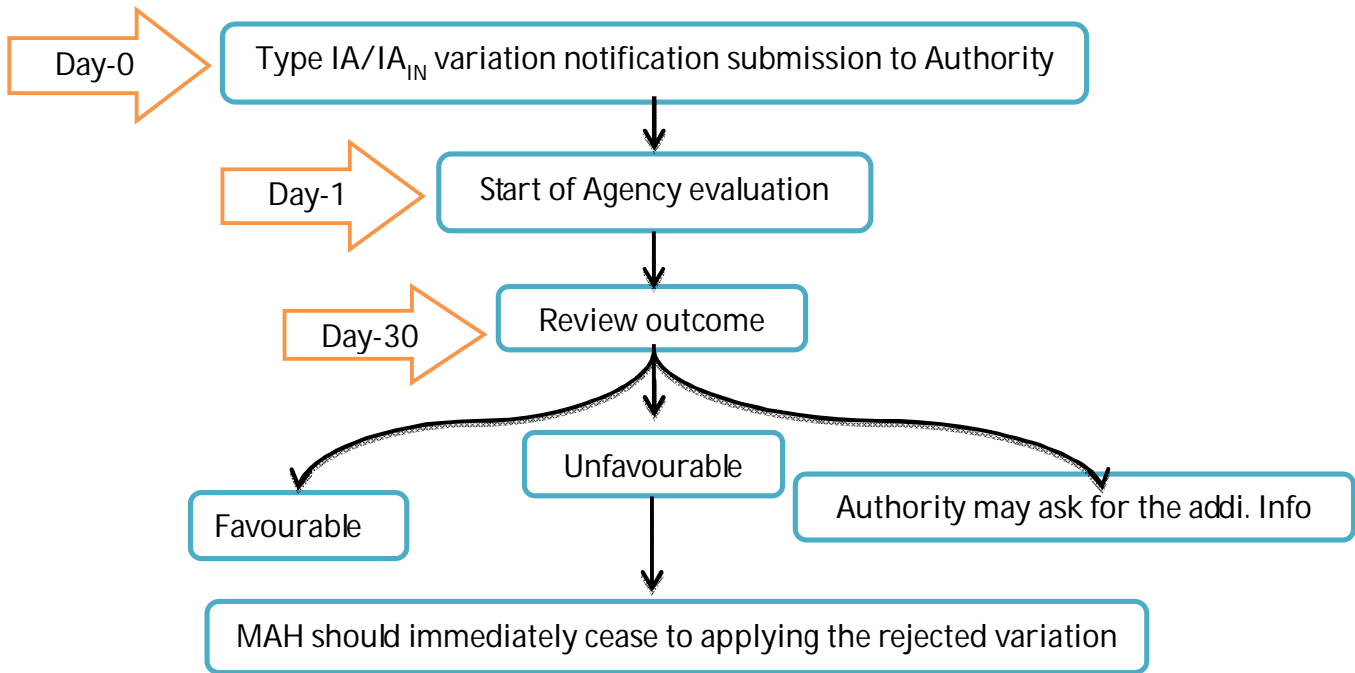 Day-0
Type IA/IA_IN variation notification submission to Authority
Day-1
Start of Agency evaluation
Day-30
Review outcome
Favourable
Unfavourable
Authority may ask for the addi. Info
MAH should immediately cease to applying the rejected variation